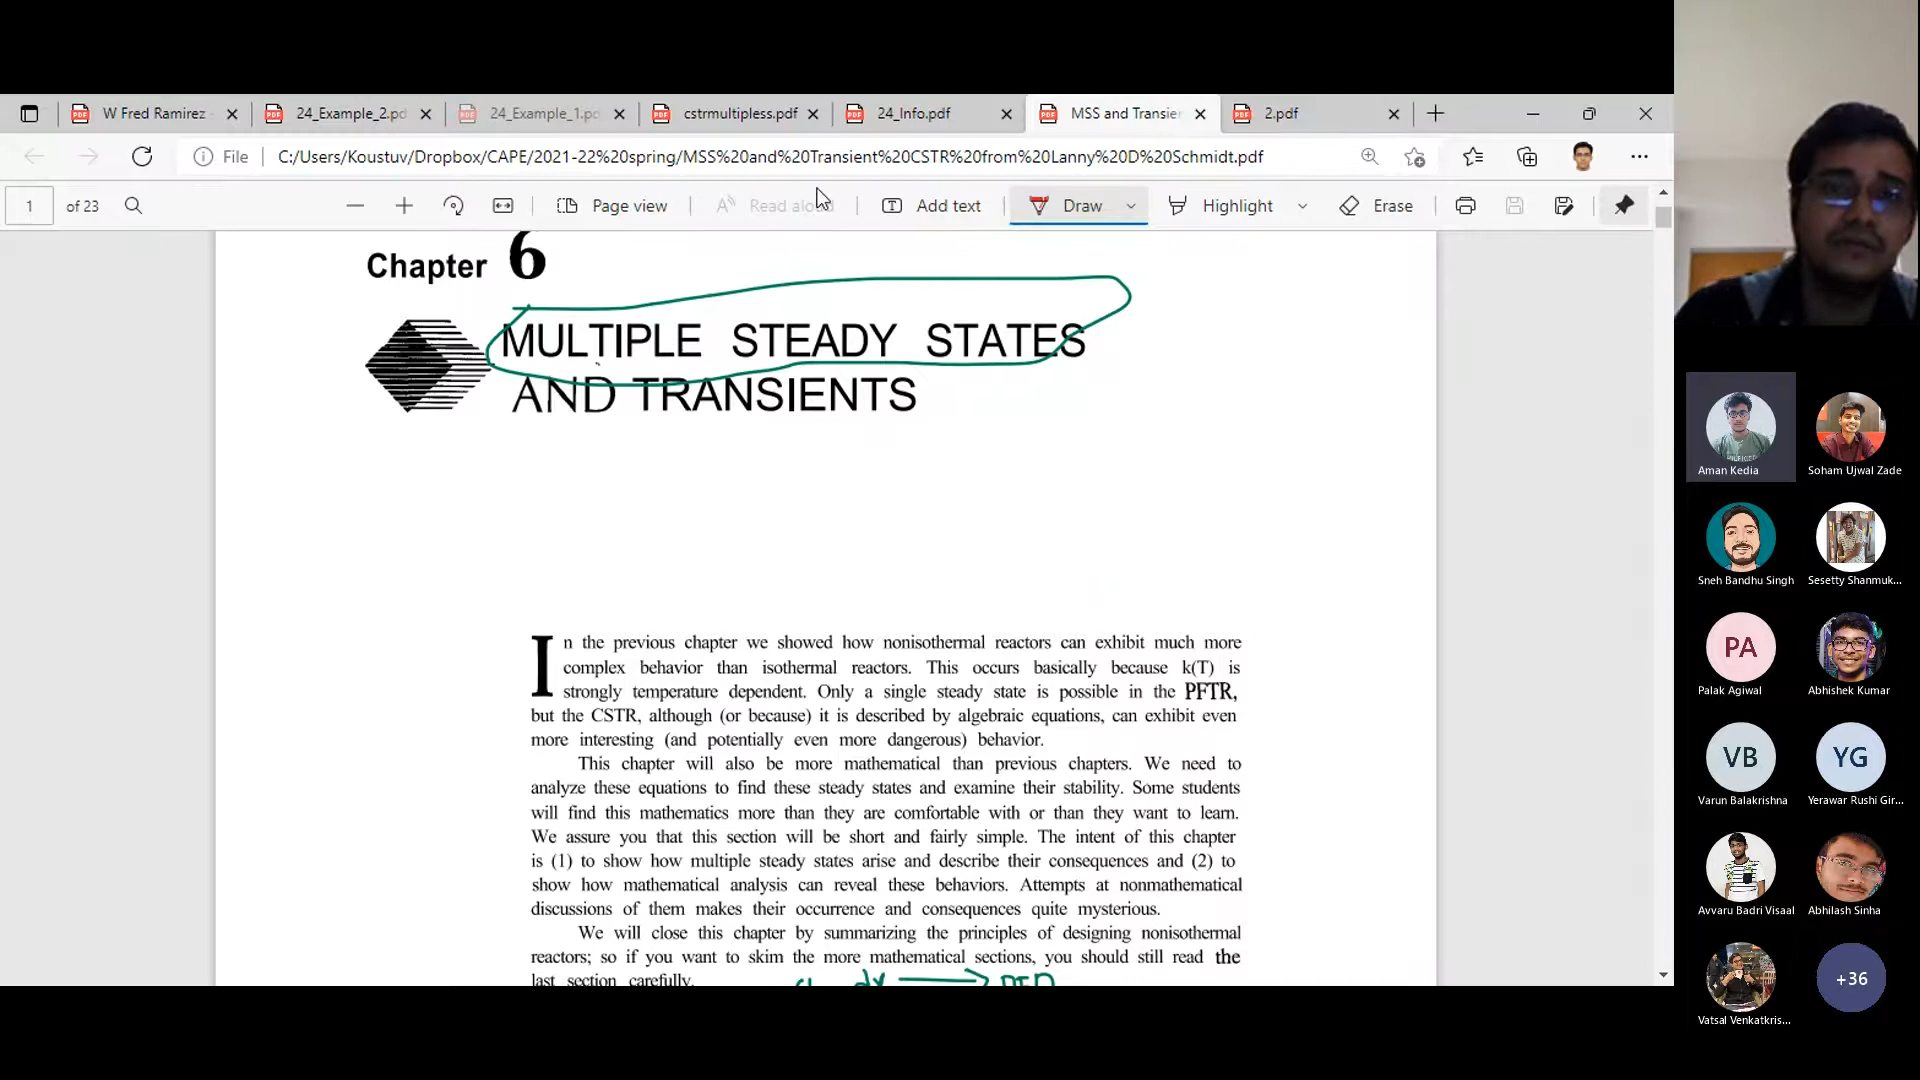 W Fred Ramirez
24_Example_2.pd
24_Example_1.pd
cstrmultipless.pdf
24_Info.pdf
MSS and Transier
2.pdf
File
C:/Users/Koustuv/Dropbox/CAPE/2021-22%20spring/MSS%20and%20Transient%20CSTR%20from%20Lanny%20D%20Schmidt.pdf
1 of 23
Page view
Read aloud
Add text
Draw
Highlight
Erase
Chapter 6
MULTIPLE STEADY STATES
AND TRANSIENTS
In the previous chapter we showed how nonisothermal reactors can exhibit much more
complex behavior than isothermal reactors. This occurs basically because k(T) is
strongly temperature dependent. Only a single steady state is possible in the PFTR,
but the CSTR, although (or because) it is described by algebraic equations, can exhibit even
more interesting (and potentially even more dangerous) behavior.
This chapter will also be more mathematical than previous chapters. We need to
analyze these equations to find these steady states and examine their stability. Some students
will find this mathematics more than they are comfortable with or than they want to learn.
We assure you that this section will be short and fairly simple. The intent of this chapter
is (1) to show how multiple steady states arise and describe their consequences and (2) to
show how mathematical analysis can reveal these behaviors. Attempts at nonmathematical
discussions of them makes their occurrence and consequences quite mysterious.
We will close this chapter by summarizing the principles of designing nonisothermal
reactors; so if you want to skim the more mathematical sections, you should still read the
last section carefully.
Aman Kedia
Soham Ujwal Zade
Sneh Bandhu Singh
Sesetty Shanmuk...
PA
Palak Agiwal
Abhishek Kumar
VB
Varun Balakrishna
YG
Yerawar Rushi Gir...
Avvaru Badri Visaal
Abhilash Sinha
Vatsal Venkatkris...
+36